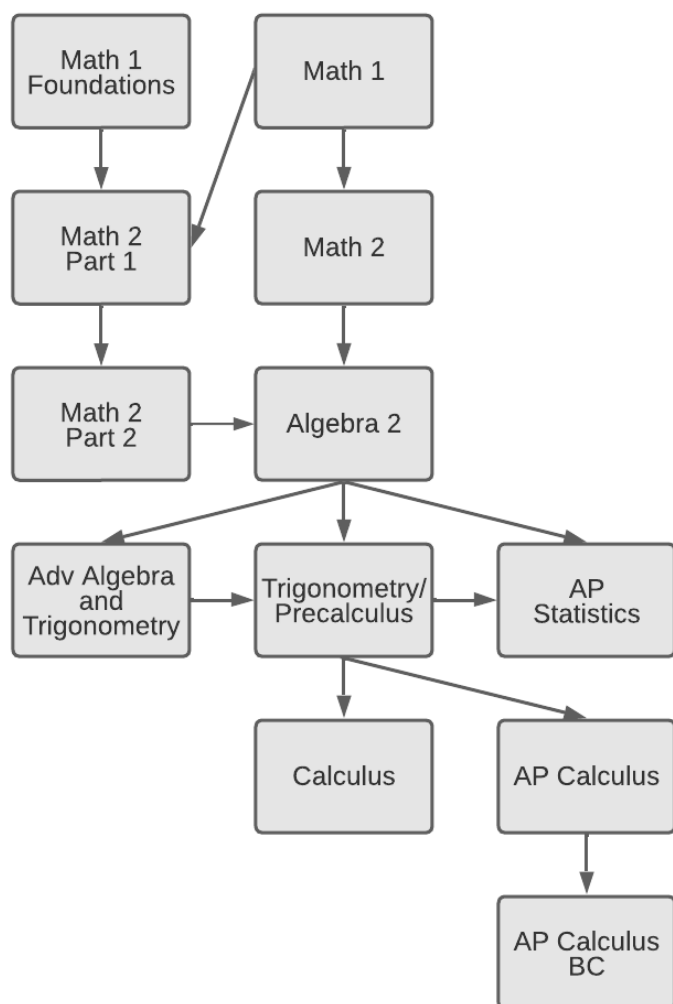 Math 1
Foundations
Math 1
Math 2
Part 1
Math 2
Math 2
Part 2
Algebra 2
Adv Algebra
and
Trigonometry
Trigonometry/
Precalculus
AP
Statistics
Calculus
AP Calculus
AP Calculus
BC